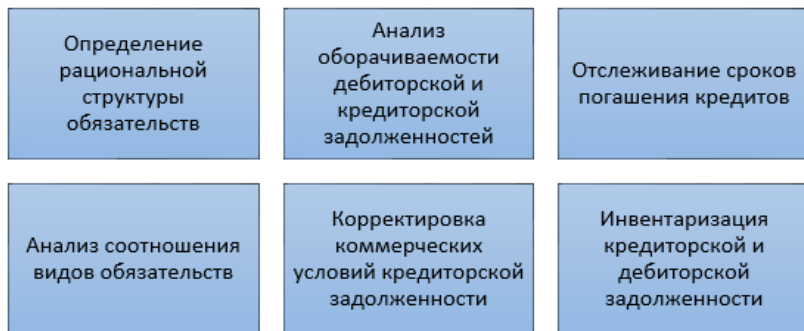 Определение
рациональной
структуры
обязательств
Анализ
оборачиваемости
дебиторской и
кредиторской
задолженностей
Отслеживание сроков
погашения кредитов
Анализ соотношения
видов обязательств
Корректировка
коммерческих
условий кредиторской
задолженности
Инвентаризация
кредиторской и
дебиторской
задолженности